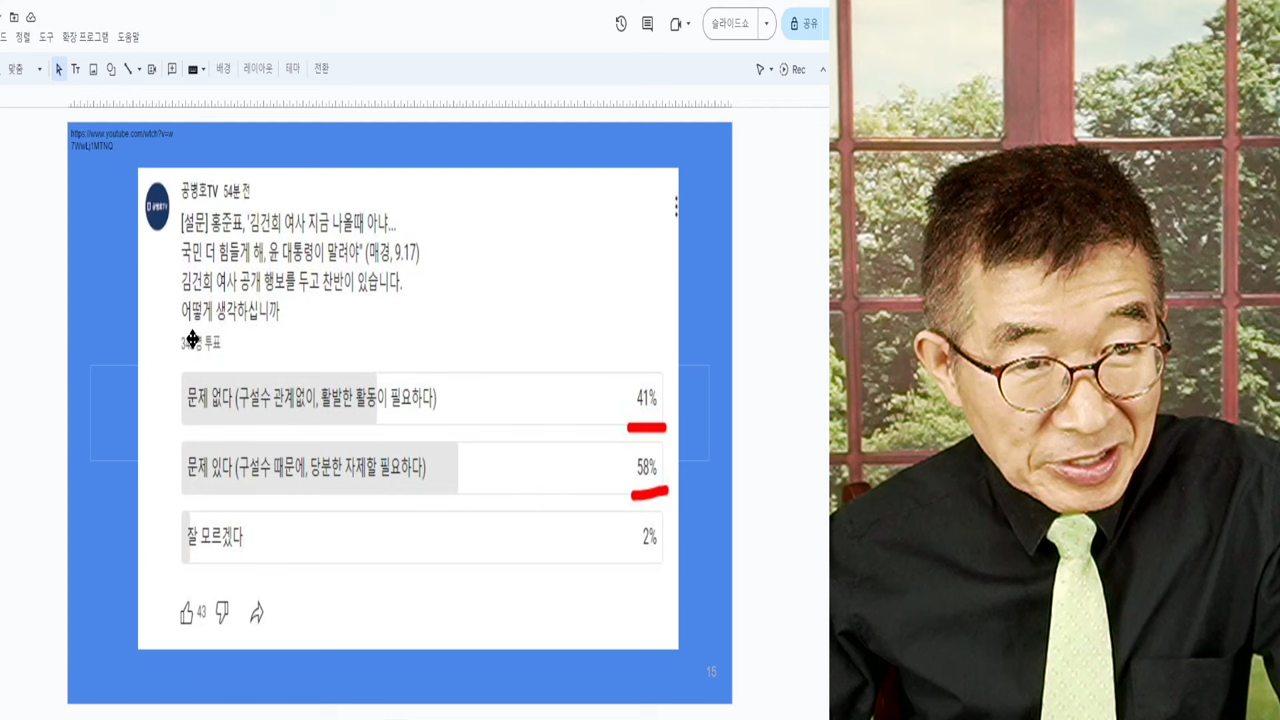 정렬 도구 확장 프로그램 도움말
슬라이드쇼
공유
맞춤
배경 레이아웃 테마 전환
Rec
https://www.youtube.com/wtch?v=w
공병호TV
공병호TV 54분 전
[설문] 홍준표, '김건희 여사 지금 나올때 아냐...
국민 더 힘들게 해, 윤 대통령이 말려야" (매경, 9.17)
김건희 여사 공개 행보를 두고 찬반이 있습니다.
어떻게 생각하십니까
투표
문제 없다 (구설수 관계없이, 활발한 활동이 필요하다) 41%
문제 있다 (구설수 때문에, 당분한 자제할 필요하다) 58%
잘 모르겠다 2%
43
15